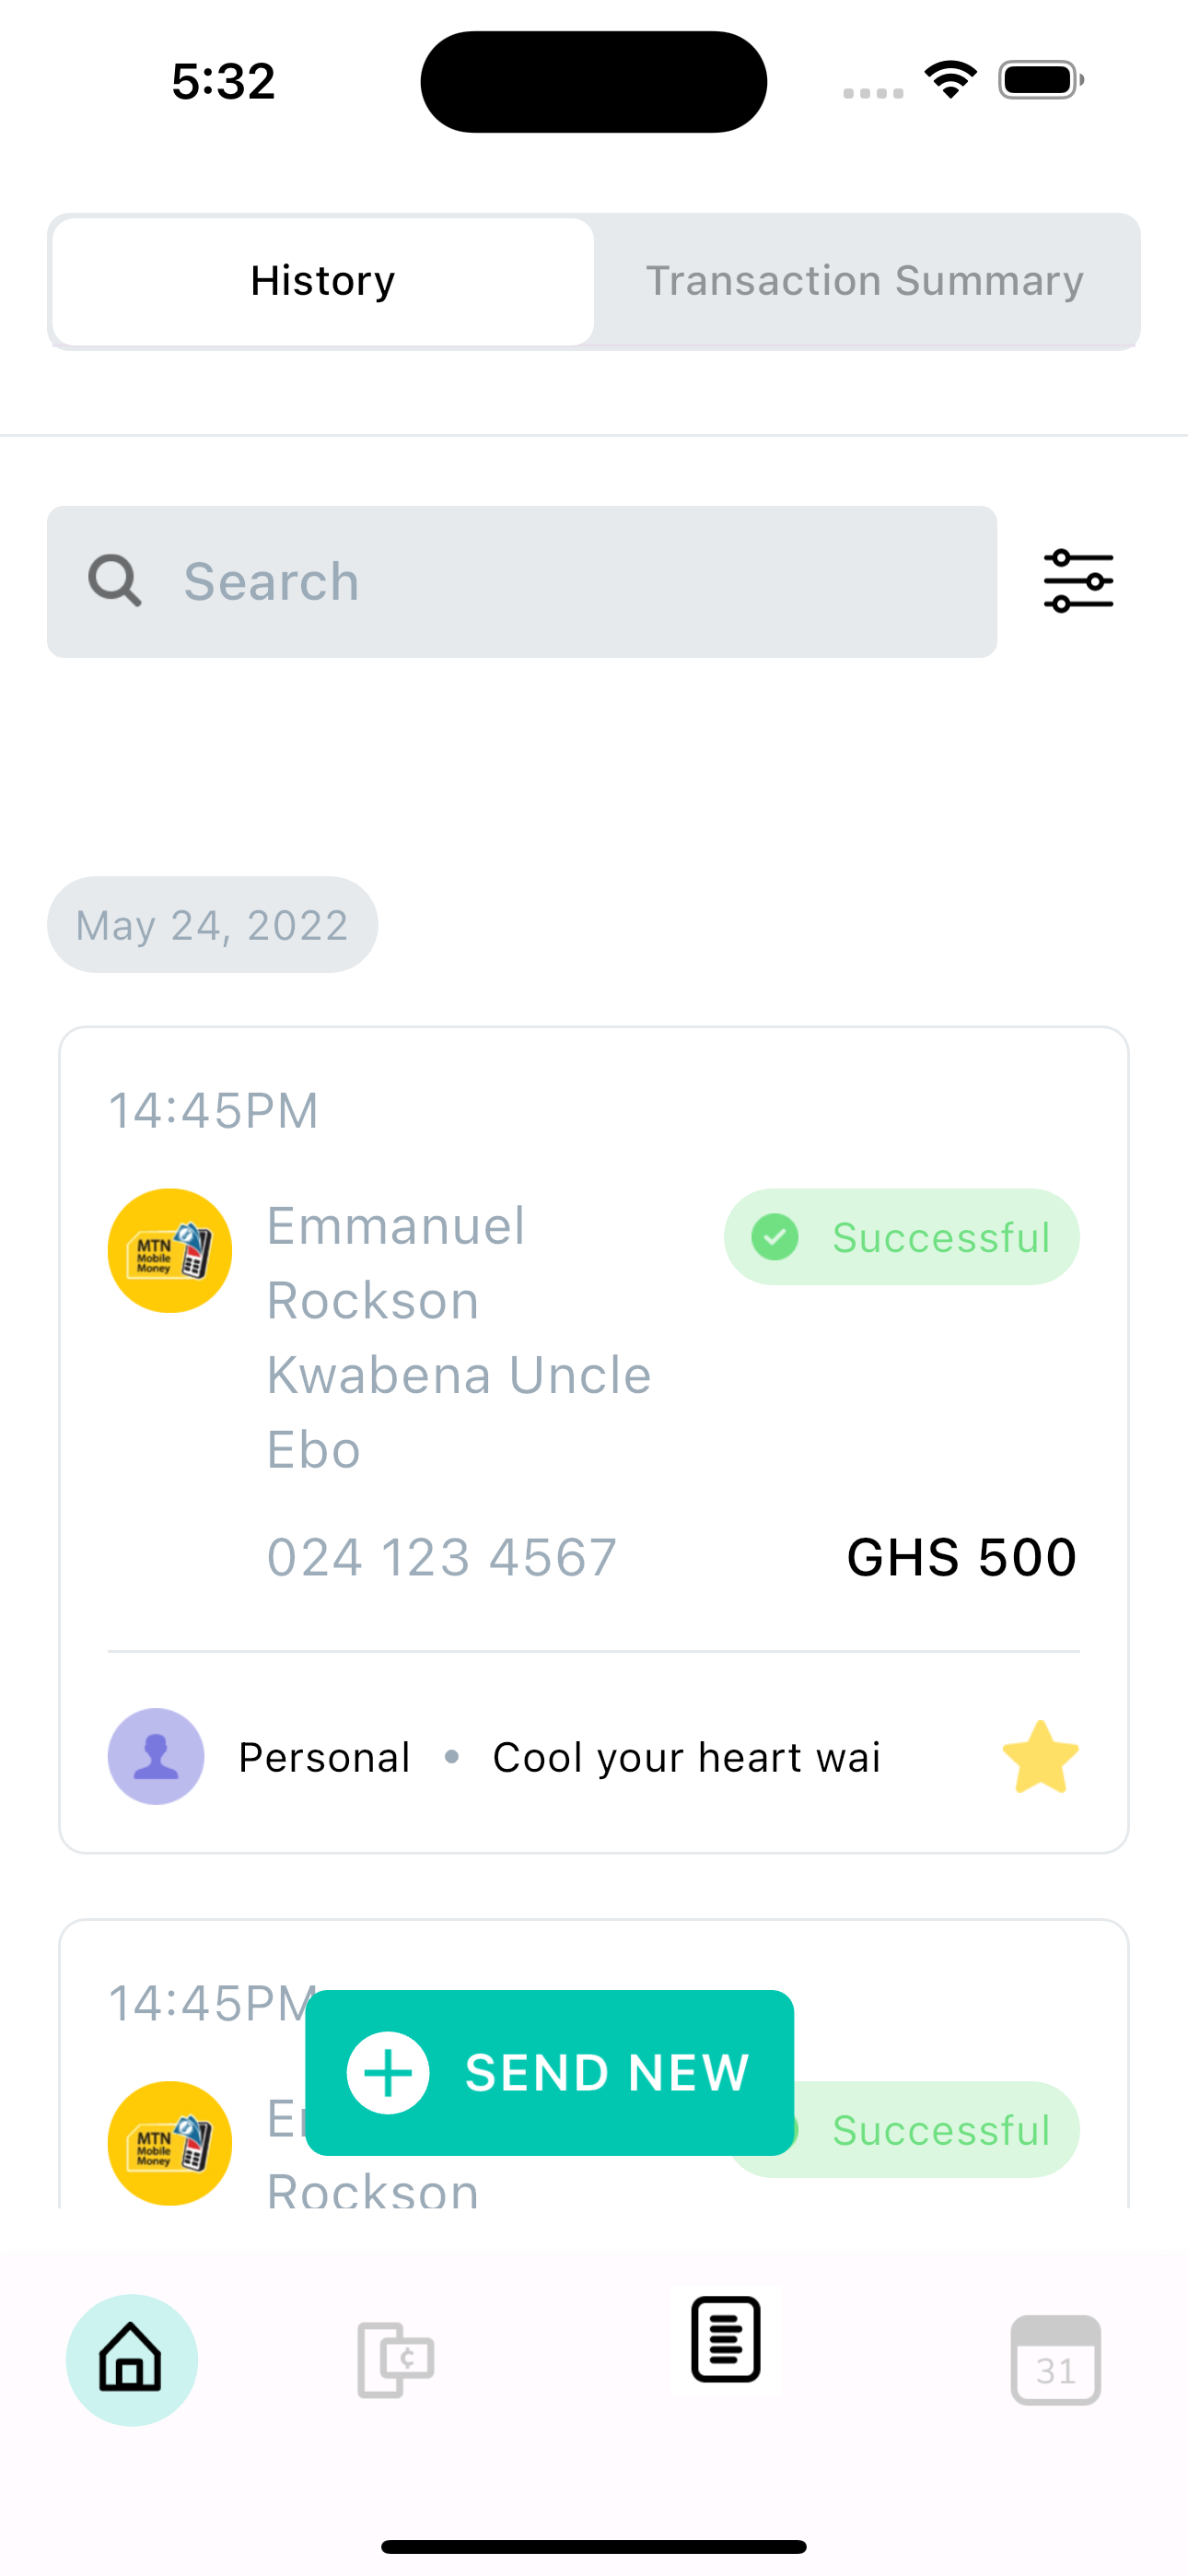 5:32
History
Transaction Summary
Search
May 24, 2022
14:45PM
MTN
Mobile
Money
Emmanuel
Rockson
Kwabena Uncle
Ebo
Successful
024 123 4567
GHS 500
Personal • Cool your heart wai
14:45PM
SEND NEW
MTN
Mobile
Money
Successful
Rockson
¢
31